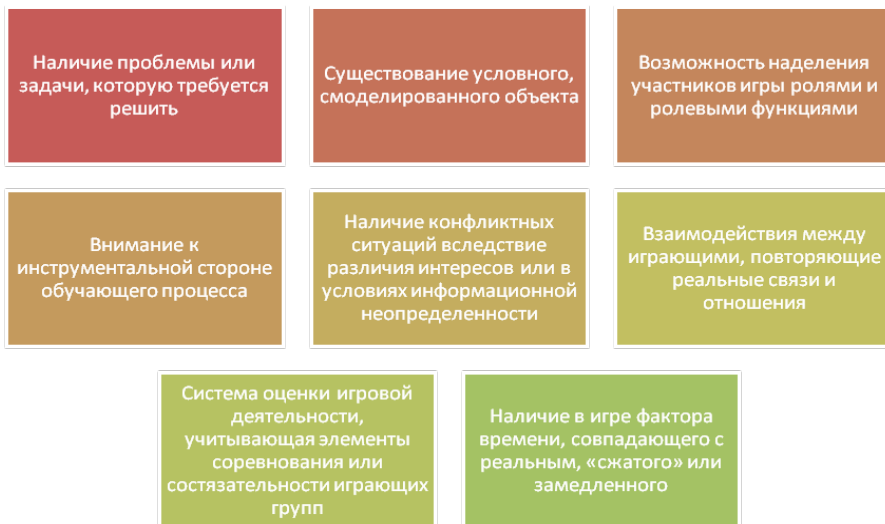 Наличие проблемы или
задачи, которую требуется
решить
Существование условного,
смоделированного объекта
Возможность наделения
участников игры ролями и
ролевыми функциями
Внимание к
инструментальной стороне
обучающего процесса
Наличие конфликтных
ситуаций вследствие
различия интересов или в
условиях информационной
неопределенности
Взаимодействия между
играющими, повторяющие
реальные связи и
отношения
Система оценки игровой
деятельности,
учитывающая элементы
соревнования или
состязательности играющих
групп
Наличие в игре фактора
времени, совпадающего с
реальным, «сжатого» или
замедленного